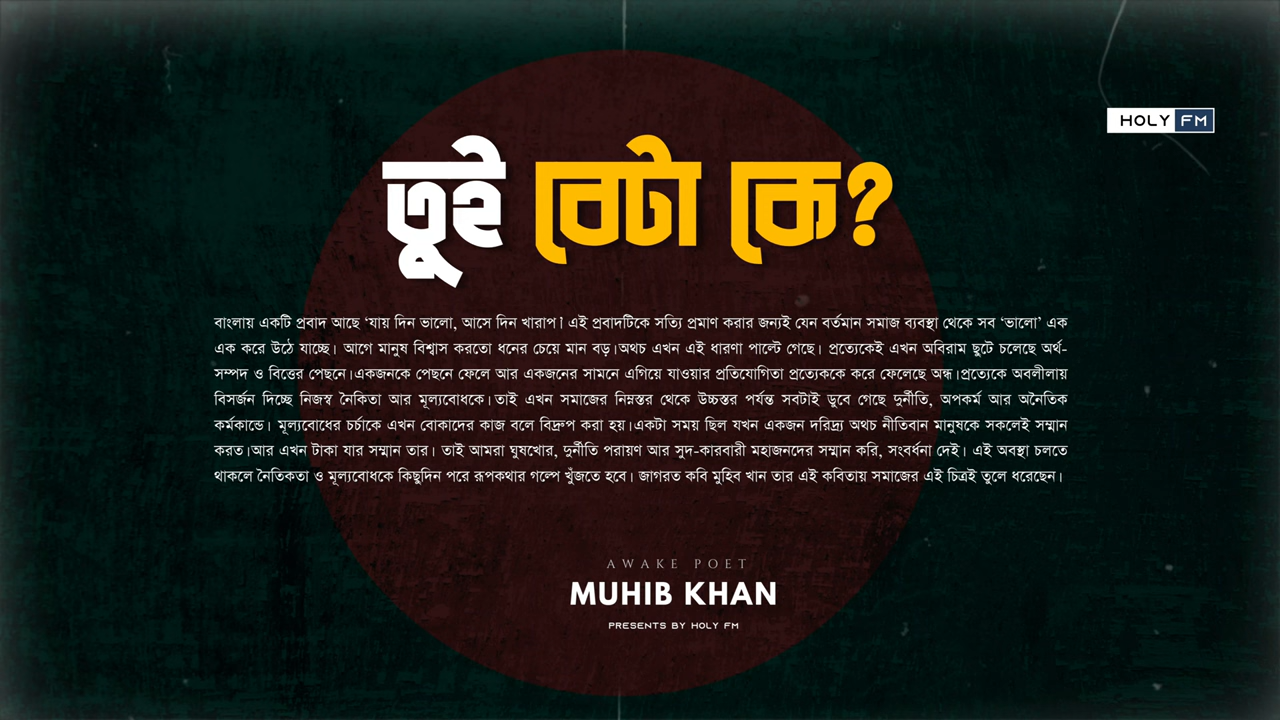 HOLY FM
তুই বেটা কে?
বাংলায় একটি প্রবাদ আছে ‘যায় দিন ভালো, আসে দিন খারাপ। এই প্রবাদটিকে সত্যি প্রমাণ করার জন্যই যেন বর্তমান সমাজ ব্যবস্থা থেকে সব ‘ভালো’ এক
এক করে উঠে যাচ্ছে। আগে মানুষ বিশ্বাস করতো ধনের চেয়ে মান বড়।অথচ এখন এই ধারণা পাল্টে গেছে। প্রত্যেকেই এখন অবিরাম ছুটে চলেছে অর্থ-
সম্পদ ও বিত্তের পেছনে।একজনকে পেছনে ফেলে আর একজনের সামনে এগিয়ে যাওয়ার প্রতিযোগিতা প্রত্যেককে করে ফেলেছে অন্ধ।প্রত্যেকে অবলীলায়
বিসর্জন দিচ্ছে নিজস্ব নৈকিতা আর মূল্যবোধকে। তাই এখন সমাজের নিম্নস্তর থেকে উচ্চস্তর পর্যন্ত সবটাই ডুবে গেছে দুর্নীতি, অপকর্ম আর অনৈতিক
কর্মকান্ডে। মূল্যবোধের চর্চাকে এখন বোকাদের কাজ বলে বিদ্রুপ করা হয়।একটা সময় ছিল যখন একজন দরিদ্র্য অথচ নীতিবান মানুষকে সকলেই সম্মান
করত।আর এখন টাকা যার সম্মান তার। তাই আমরা ঘুষখোর, দুর্নীতি পরায়ণ আর সুদ-কারবারী মহাজনদের সম্মান করি, সংবর্ধনা দেই। এই অবস্থা চলতে
থাকলে নৈতিকতা ও মূল্যবোধকে কিছুদিন পরে রূপকথার গল্পে খুঁজতে হবে। জাগরত কবি মুহিব খান তার এই কবিতায় সমাজের এই চিত্রই তুলে ধরেছেন।
AWAKE POET
MUHIB KHAN
PRESENTS BY HOLY FM